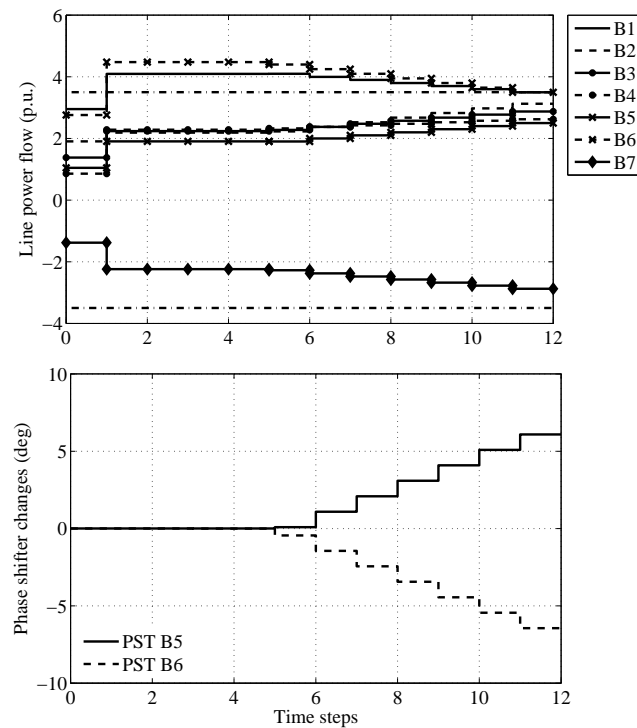 6
4
2
0
−2
−4
0
2
4
6
8
10
12
Line power flow (p.u.)
B1
B2
B3
B4
B5
B6
B7
10
5
0
−5
−10
0
2
4
6
8
10
12
Phase shifter changes (deg)
PST B5
PST B6
Time steps